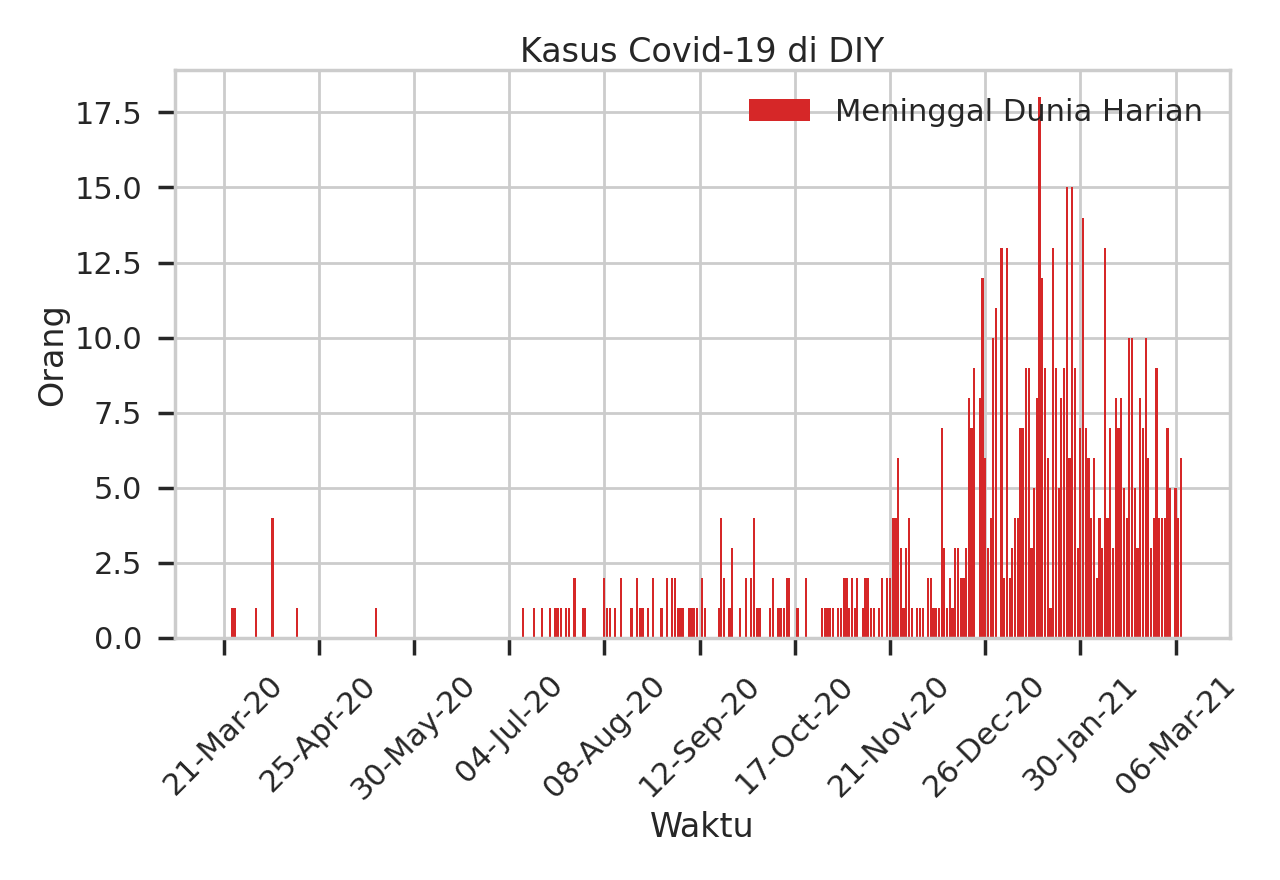 Kasus Covid-19 di DIY
Meninggal Dunia Harian
17.5
15.0
12.5
10.0
7.5
5.0
2.5
0.0
Orang
21-Mar-20
25-Apr-20
30-May-20
04-Jul-20
08-Aug-20
12-Sep-20
17-Oct-20
21-Nov-20
26-Dec-20
30-Jan-21
06-Mar-21
Waktu